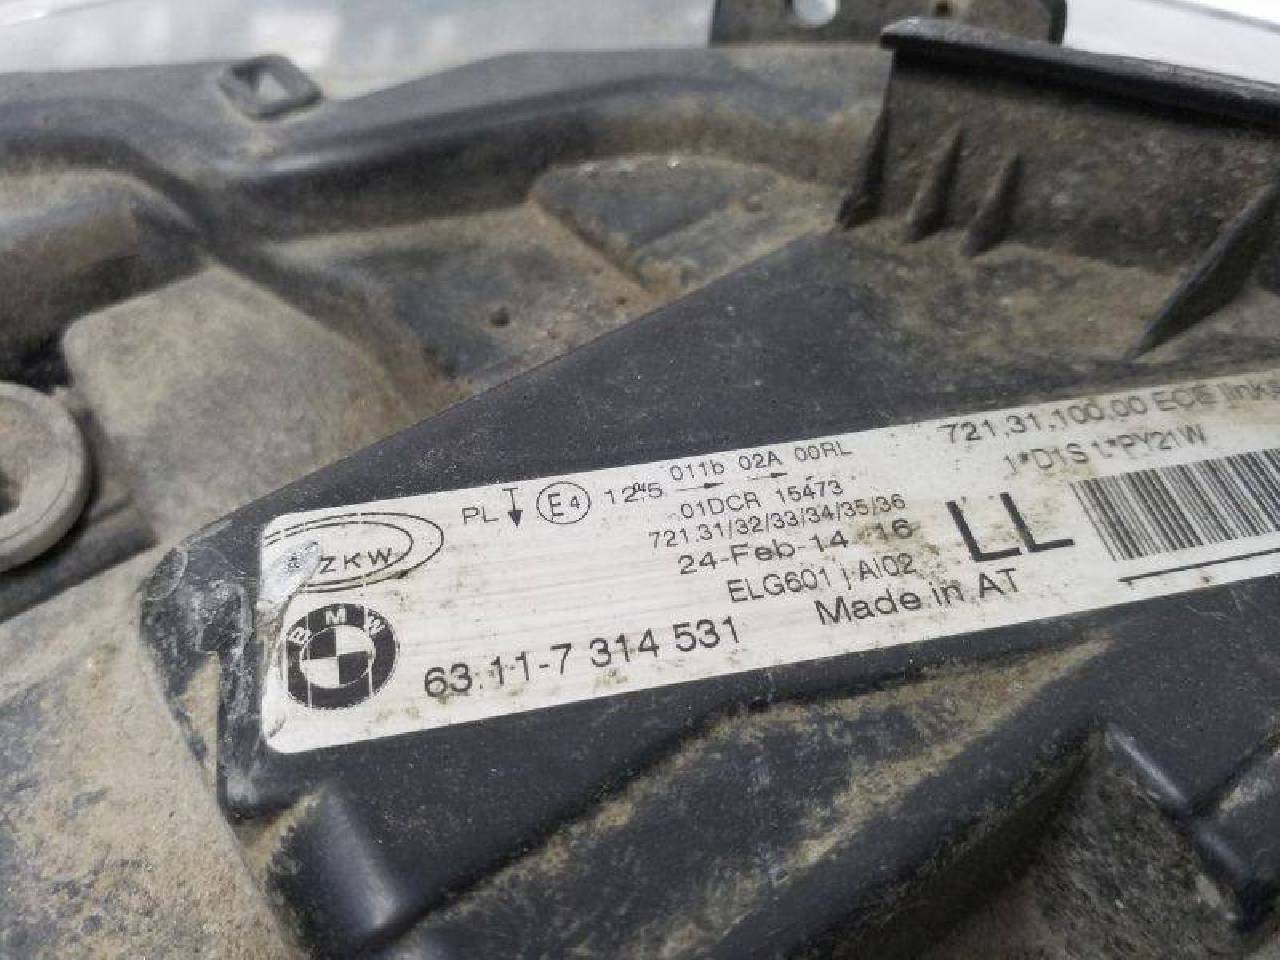 ZKW
PL T E4 12.5 011b 02A 00RL
01DCR 15473
721.31/32/33/34/35/36
24-Feb-14 16
ELG601 j AI02
721.31.100.00 ECE links
1*D1S 1*PY21W
LL
Made in AT
BMW
63.11-7 314 531